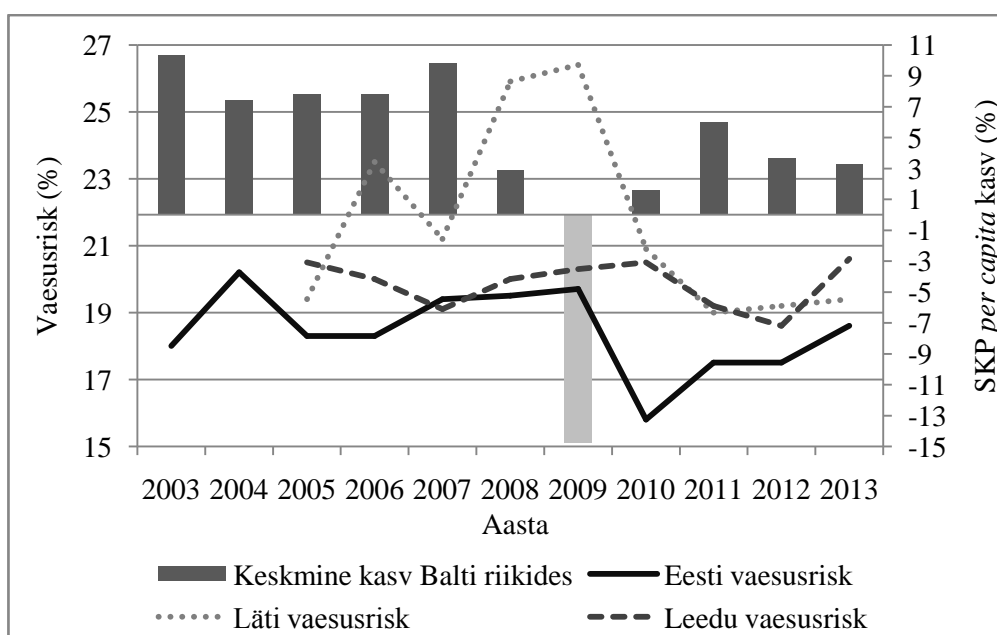 27
25
23
21
19
17
15
Vaesusrisk (%)
11
9
7
5
3
1
-1
-3
-5
-7
-9
-11
-13
-15
SKP per capita kasv (%)
2003 2004 2005 2006 2007 2008 2009 2010 2011 2012 2013
Aasta
Keskmine kasv Balti riikides
Eesti vaesusrisk
Läti vaesusrisk
Leedu vaesusrisk